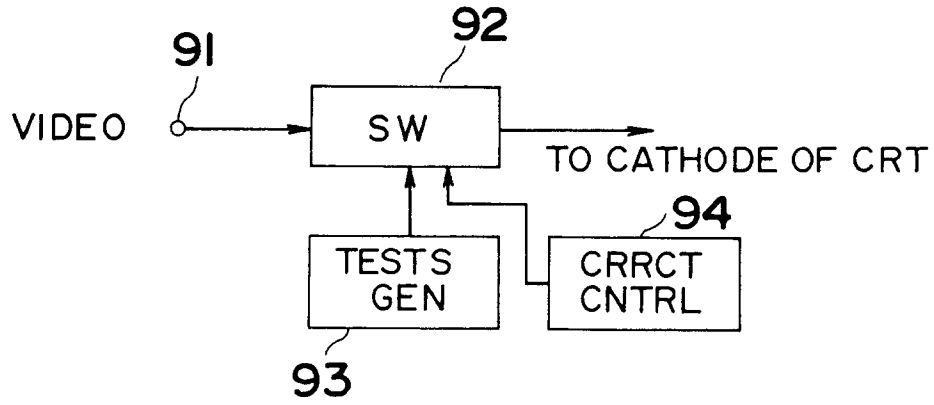 92
91
VIDEO
SW
TO CATHODE OF CRT
94
TESTS
GEN
CRRCT
CNTRL
93